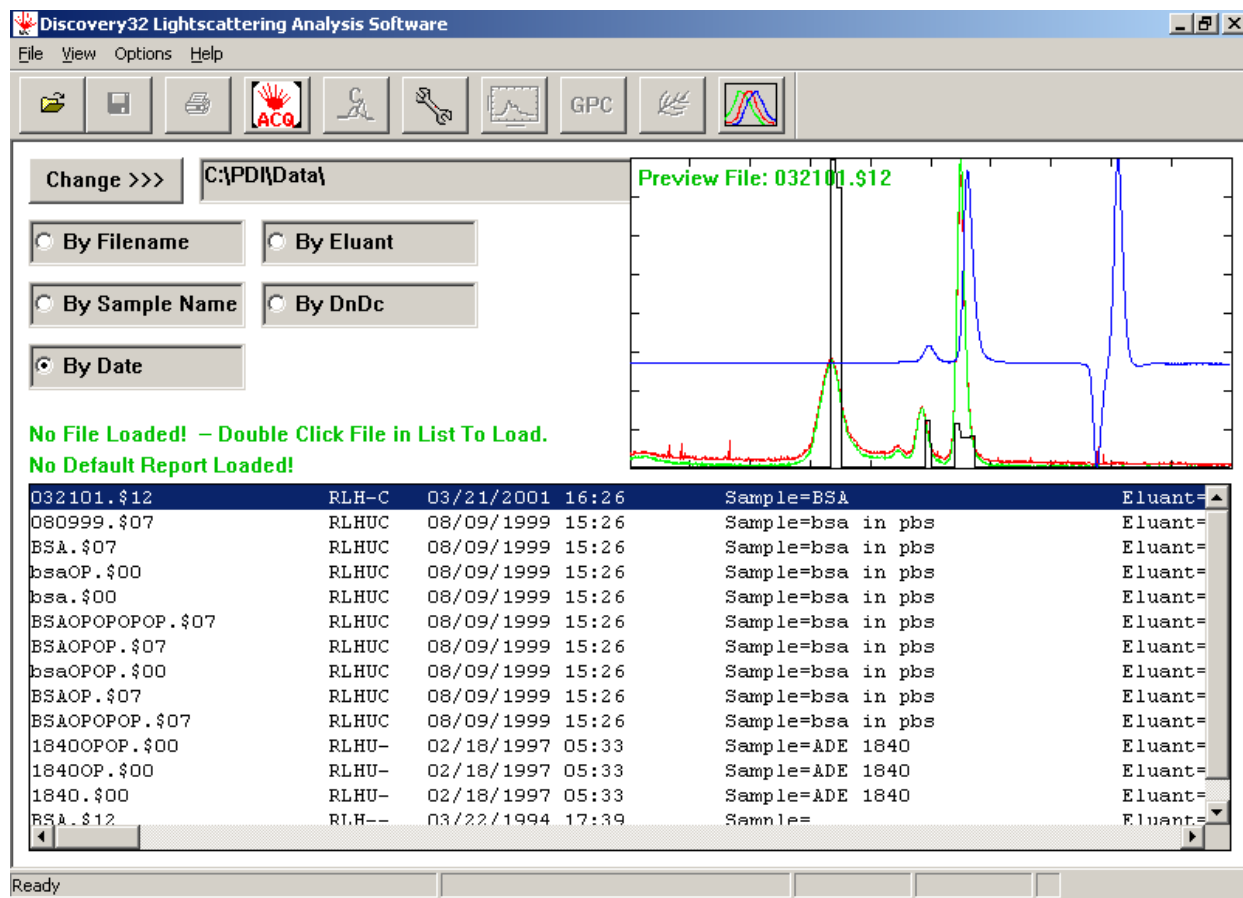 Discovery32 Lightscattering Analysis Software
File View Options Help
ACQ C GPC
Change >>> C:\PDI\Data\
Preview File: 032101.$12
By Filename By Eluant
By Sample Name By DnDc
By Date
No File Loaded! – Double Click File in List To Load.
No Default Report Loaded!
032101.$12 RLH-C 03/21/2001 16:26 Sample=BSA Eluant=
080999.$07 RLHUC 08/09/1999 15:26 Sample=bsa in pbs Eluant=
BSA.$07 RLHUC 08/09/1999 15:26 Sample=bsa in pbs Eluant=
bsaOP.$00 RLHUC 08/09/1999 15:26 Sample=bsa in pbs Eluant=
bsa.$00 RLHUC 08/09/1999 15:26 Sample=bsa in pbs Eluant=
BSAOPOPOPOP.$07 RLHUC 08/09/1999 15:26 Sample=bsa in pbs Eluant=
BSAOPOP.$07 RLHUC 08/09/1999 15:26 Sample=bsa in pbs Eluant=
bsaOPOP.$00 RLHUC 08/09/1999 15:26 Sample=bsa in pbs Eluant=
BSAOP.$07 RLHUC 08/09/1999 15:26 Sample=bsa in pbs Eluant=
BSAOPOPOP.$07 RLHUC 08/09/1999 15:26 Sample=bsa in pbs Eluant=
1840OPOP.$00 RLHU- 02/18/1997 05:33 Sample=ADE 1840 Eluant=
1840OP.$00 RLHU- 02/18/1997 05:33 Sample=ADE 1840 Eluant=
1840.$00 RLHU- 02/18/1997 05:33 Sample=ADE 1840 Eluant=
BSA.$12 RLH-- 03/22/1994 17:39 Sample= Eluant=
Ready